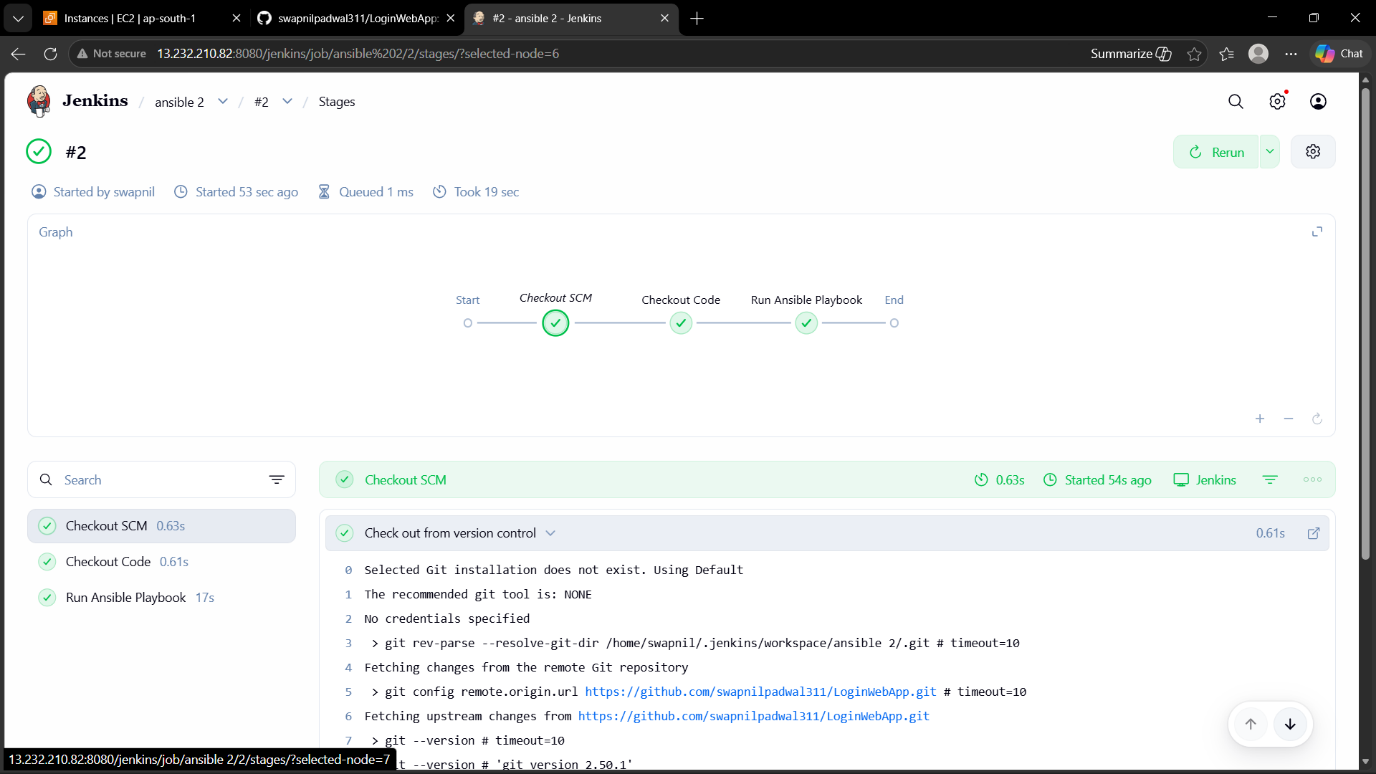 Instances | EC2 | ap-south-1
swapnilpadwal311/LoginWebApp:
#2 - ansible 2 - Jenkins
Not secure
13.232.210.82:8080/jenkins/job/ansible%202/2/stages/?selected-node=6
Summarize
Chat
Jenkins / ansible 2 / #2 / Stages
#2
Rerun
Started by swapnil
Started 53 sec ago
Queued 1 ms
Took 19 sec
Graph
Start
Checkout SCM
Checkout Code
Run Ansible Playbook
End
Search
Checkout SCM 0.63s
Checkout Code 0.61s
Run Ansible Playbook 17s
Checkout SCM
0.63s
Started 54s ago
Jenkins
Check out from version control
0.61s
0 Selected Git installation does not exist. Using Default
1 The recommended git tool is: NONE
2 No credentials specified
3 > git rev-parse --resolve-git-dir /home/swapnil/.jenkins/workspace/ansible 2/.git # timeout=10
4 Fetching changes from the remote Git repository
5 > git config remote.origin.url https://github.com/swapnilpadwal311/LoginWebApp.git # timeout=10
6 Fetching upstream changes from https://github.com/swapnilpadwal311/LoginWebApp.git
7 > git --version # timeout=10
--version # 'git version 2.50.1'
13.232.210.82:8080/jenkins/job/ansible 2/2/stages/?selected-node=7